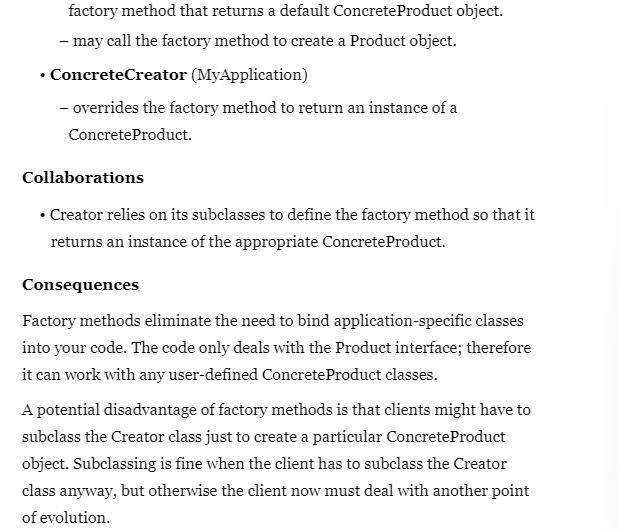 factory method that returns a default ConcreteProduct object.
– may call the factory method to create a Product object.
• ConcreteCreator (MyApplication)
– overrides the factory method to return an instance of a
ConcreteProduct.
Collaborations
• Creator relies on its subclasses to define the factory method so that it
returns an instance of the appropriate ConcreteProduct.
Consequences
Factory methods eliminate the need to bind application-specific classes
into your code. The code only deals with the Product interface; therefore
it can work with any user-defined ConcreteProduct classes.
A potential disadvantage of factory methods is that clients might have to
subclass the Creator class just to create a particular ConcreteProduct
object. Subclassing is fine when the client has to subclass the Creator
class anyway, but otherwise the client now must deal with another point
of evolution.